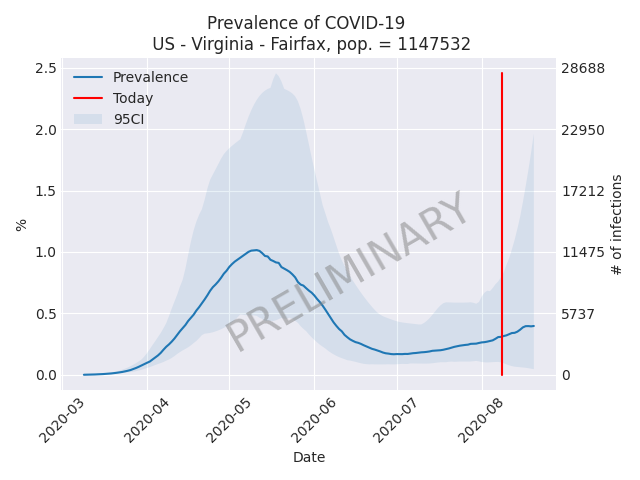 Prevalence of COVID-19
US - Virginia - Fairfax, pop. = 1147532
Prevalence
Today
95CI
PRELIMINARY
2.5
2.0
1.5
1.0
0.5
0.0
%
28688
22950
17212
11475
5737
0
# of infections
2020-03
2020-04
2020-05
2020-06
2020-07
2020-08
Date